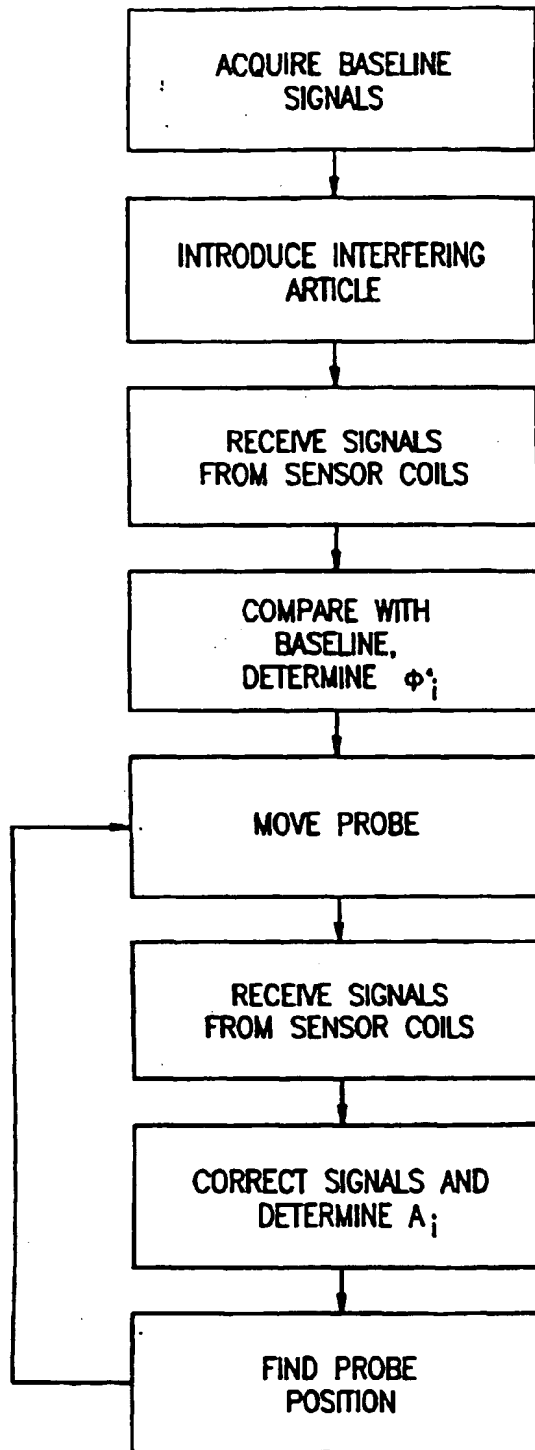 ACQUIRE BASELINE
SIGNALS
INTRODUCE INTERFERING
ARTICLE
RECEIVE SIGNALS
FROM SENSOR COILS
COMPARE WITH
BASELINE,
DETERMINE ϕ'i
MOVE PROBE
RECEIVE SIGNALS
FROM SENSOR COILS
CORRECT SIGNALS AND
DETERMINE Ai
FIND PROBE
POSITION